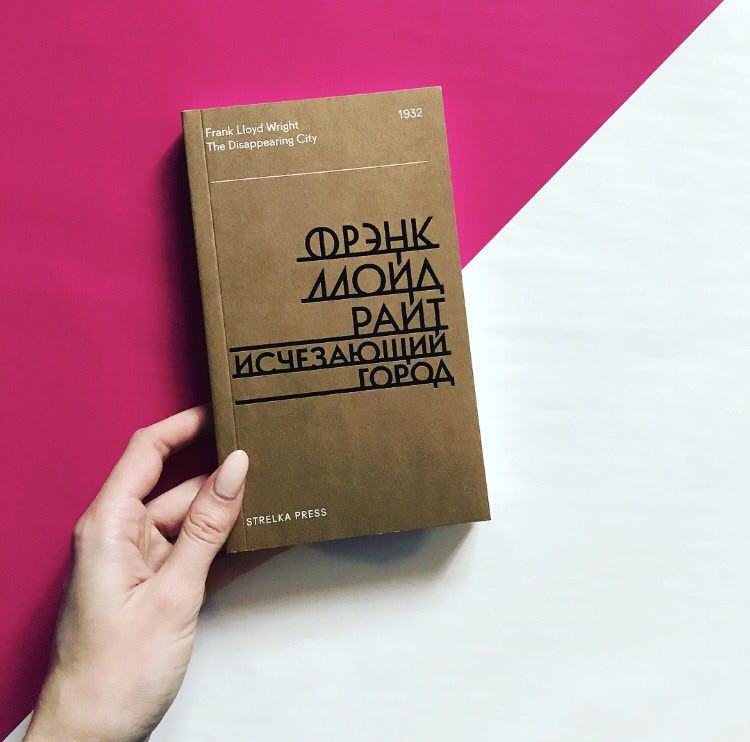 Frank Lloyd Wright
The Disappearing City
1932
ФРЭНК
ЛЛОЙД
РАЙТ
ИСЧЕЗАЮЩИЙ
ГОРОД
STRELKA PRESS